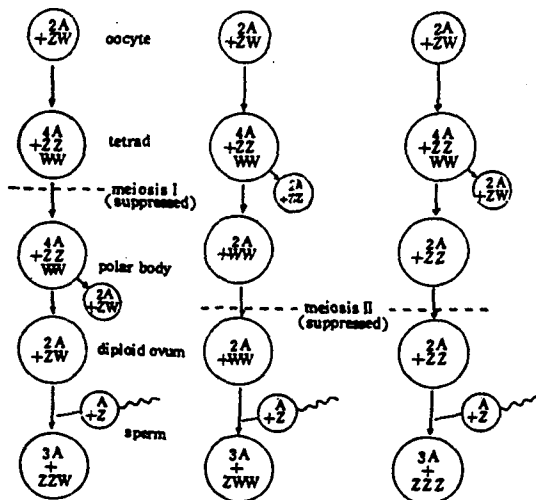 2A
+ZW
oocyte
2A
+ZW
2A
+ZW
4A
+ZZ
WW
tetrad
4A
+ZZ
WW
2A
+ZZ
4A
+ZZ
WW
2A
+ZW
meiosis I
(suppressed)
4A
+ZZ
WW
polar body
2A
+ZW
2A
+WW
2A
+ZZ
meiosis II
(suppressed)
2A
+ZW
diploid ovum
2A
+WW
2A
+ZZ
A
+Z
sperm
A
+Z
A
+Z
3A
+
ZZW
3A
+
ZWW
3A
+
ZZZ